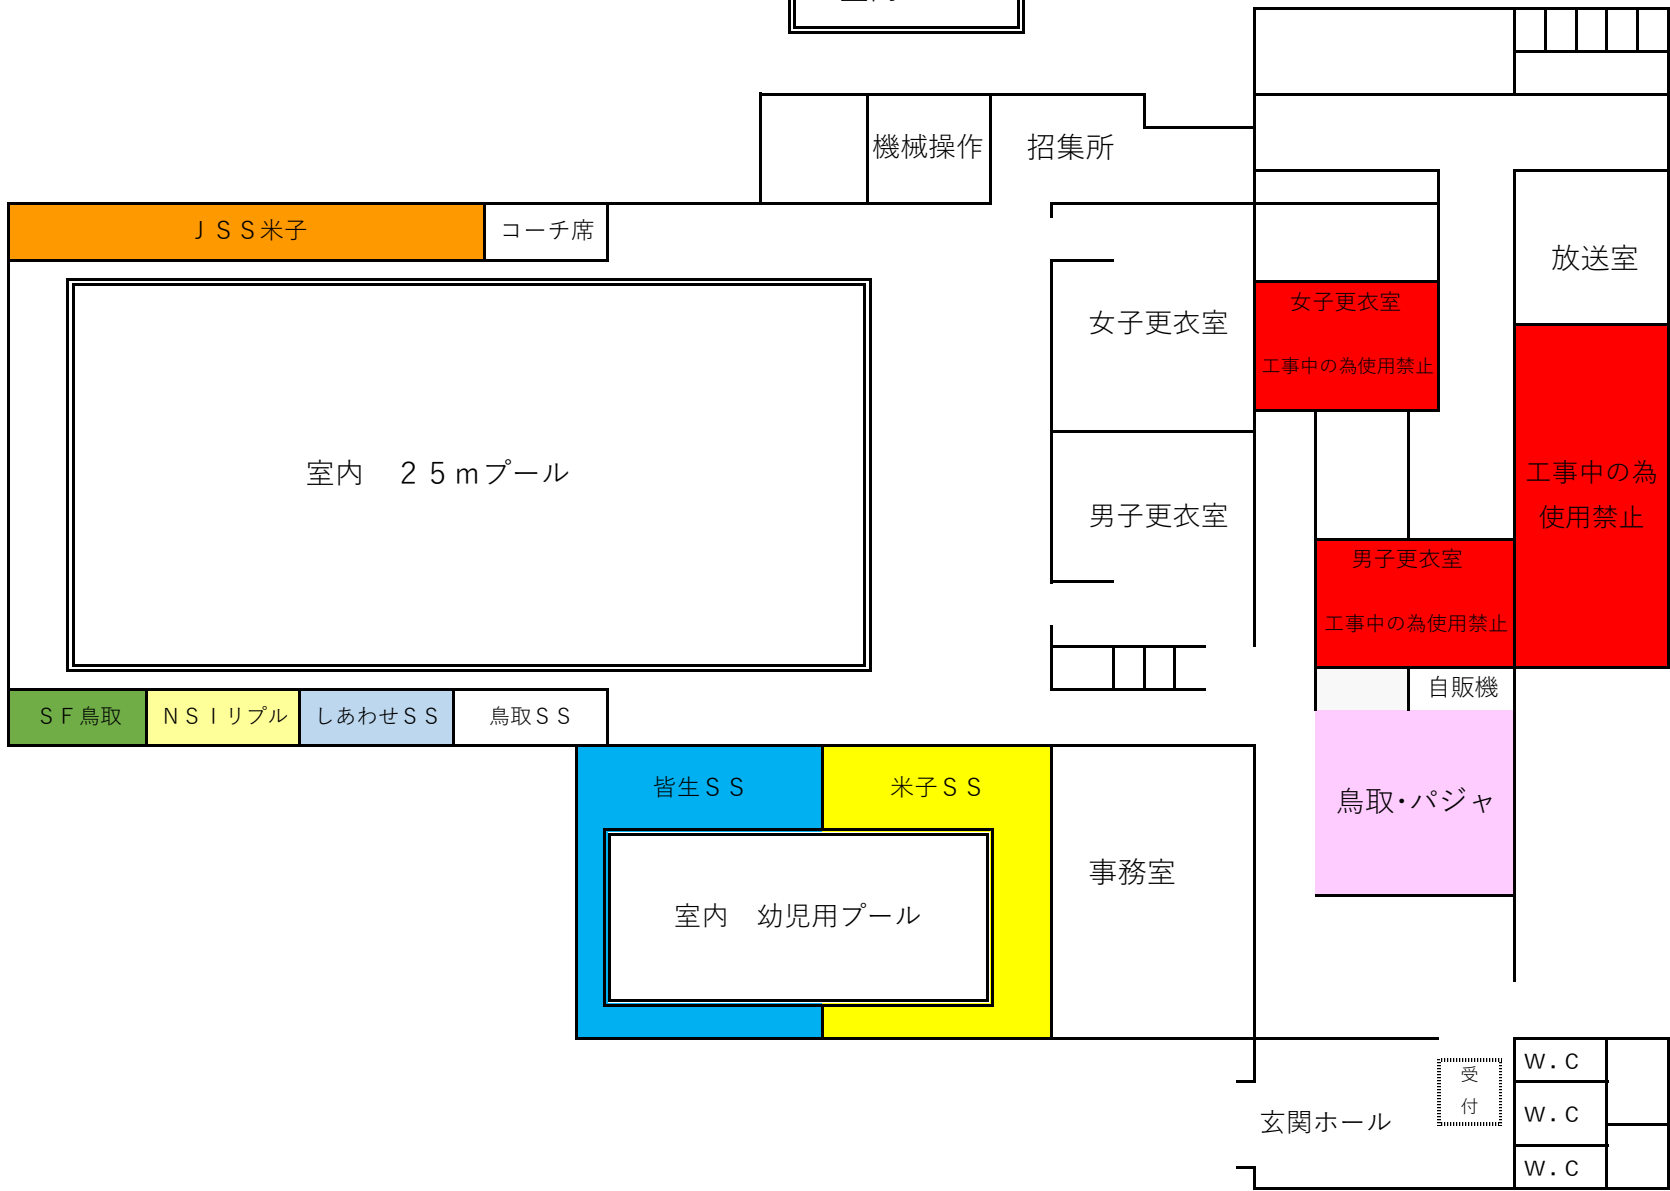 機械操作
招集所
ＪＳＳ米子
コーチ席
放送室
女子更衣室
女子更衣室
工事中の為使用禁止
室内　２５ｍプール
男子更衣室
工事中の為
使用禁止
男子更衣室
工事中の為使用禁止
自販機
ＳＦ鳥取
ＮＳＩリプル
しあわせＳＳ
鳥取ＳＳ
皆生ＳＳ
米子ＳＳ
鳥取・パジャ
事務室
室内　幼児用プール
受
付
玄関ホール
ｗ．ｃ
ｗ．ｃ
ｗ．ｃ